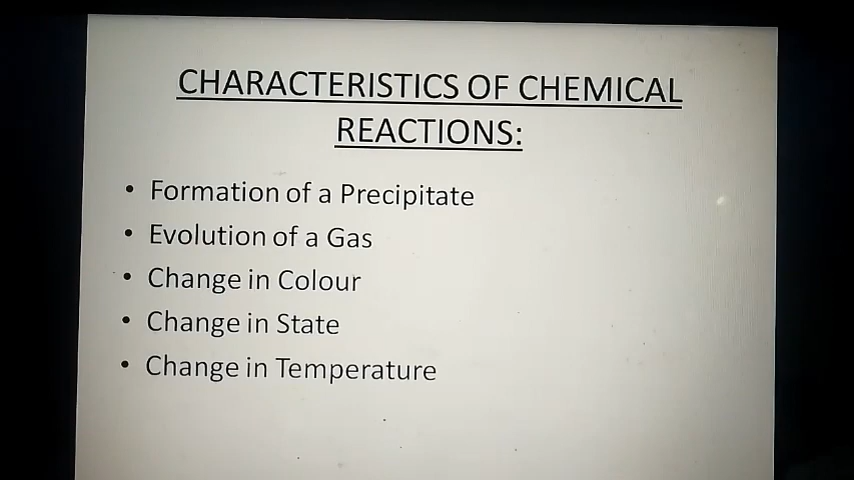 CHARACTERISTICS OF CHEMICAL
REACTIONS:
• Formation of a Precipitate
• Evolution of a Gas
• Change in Colour
• Change in State
• Change in Temperature